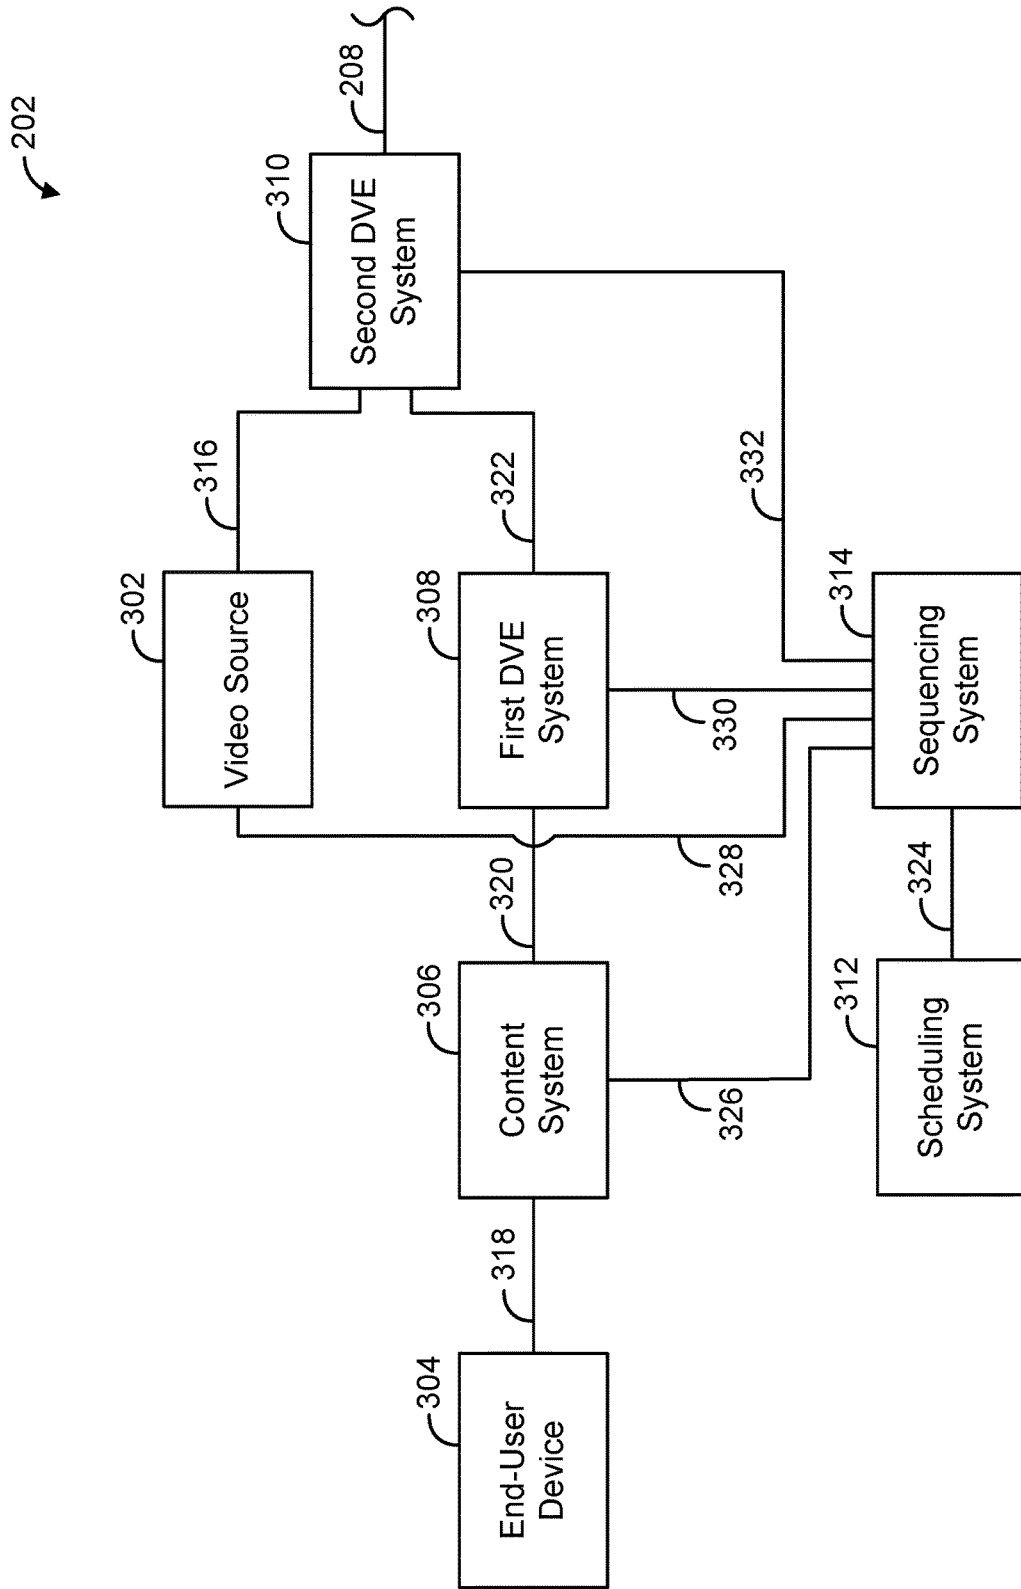 202
208
310
Second DVE
System
316
322
332
302
Video Source
308
First DVE
System
330
314
Sequencing
System
320
328
324
306
Content
System
326
312
Scheduling
System
318
304
End-User
Device